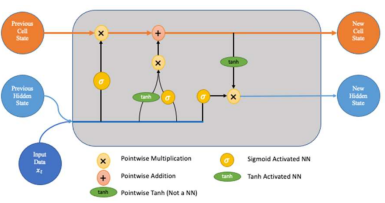 Previous
Cell
State
New
Cell
State
×
+
tanh
×
Previous
Hidden
State
σ
tanh
σ
σ
×
New
Hidden
State
Input
Data
× Pointwise Multiplication
σ Sigmoid Activated NN
+ Pointwise Addition
tanh Tanh Activated NN
tanh Pointwise Tanh (Not a NN)